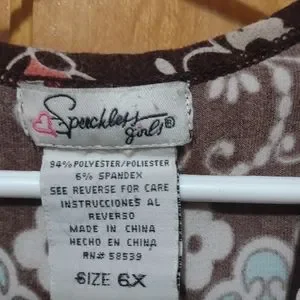 Speechless
girls®
94% POLYESTER/POLIESTER
6% SPANDEX
SEE REVERSE FOR CARE
INSTRUCCIONES AL
REVERSO
MADE IN CHINA
HECHO EN CHINA
RN# 58539
SIZE 6X